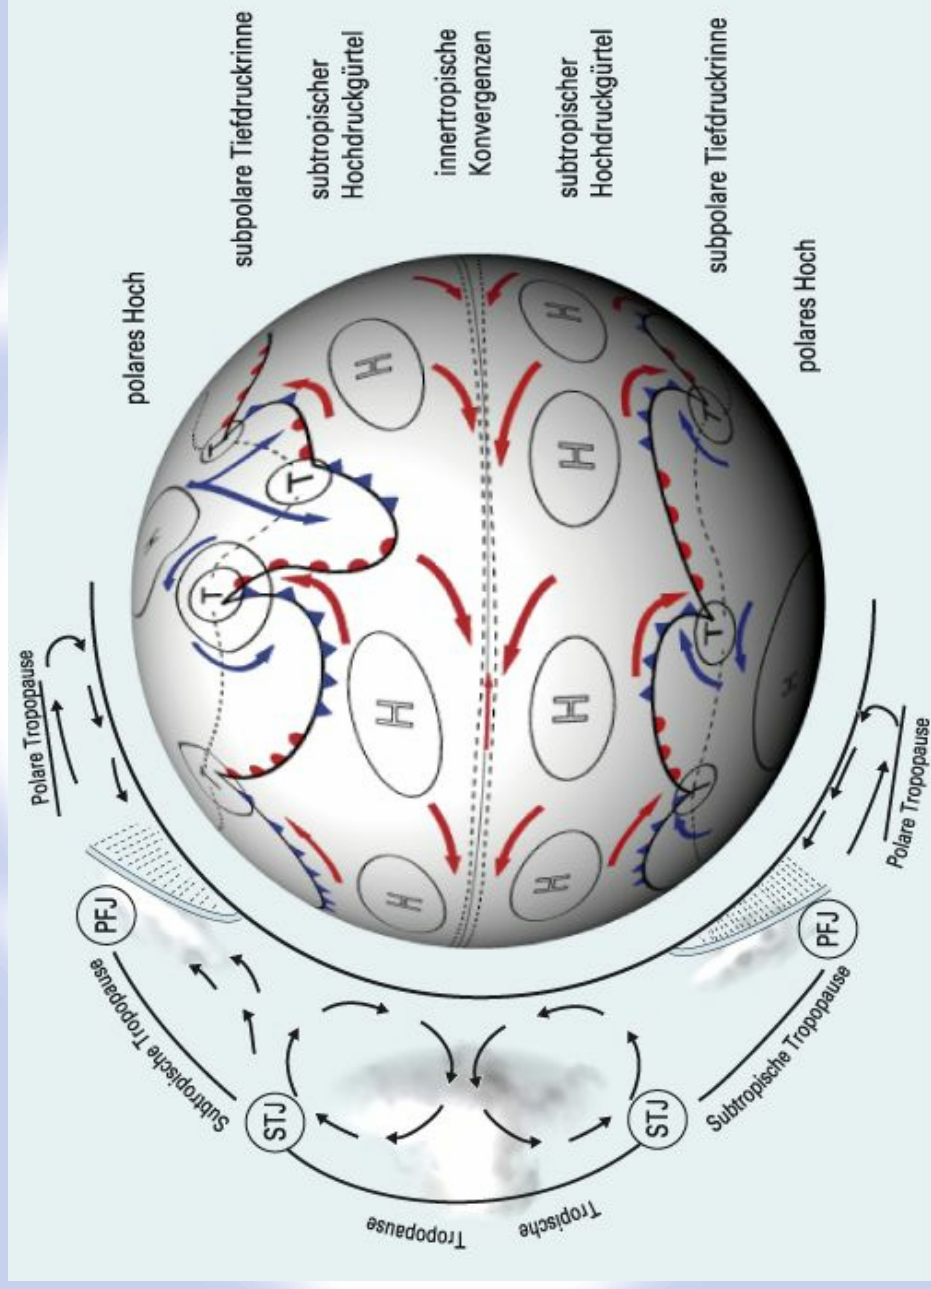 polares Hoch
subpolare Tiefdruckrinne
subtropischer
Hochdruckgürtel
innertropische
Konvergenzen
subtropischer
Hochdruckgürtel
subpolare Tiefdruckrinne
polares Hoch
Polare Tropopause
PFJ
Subtropische Tropopause
STJ
Tropopause
Tropische
STJ
Subtropische Tropopause
PFJ
Polare Tropopause
T
T
T
H
H
H
H
H
H
H
T
T
T
H